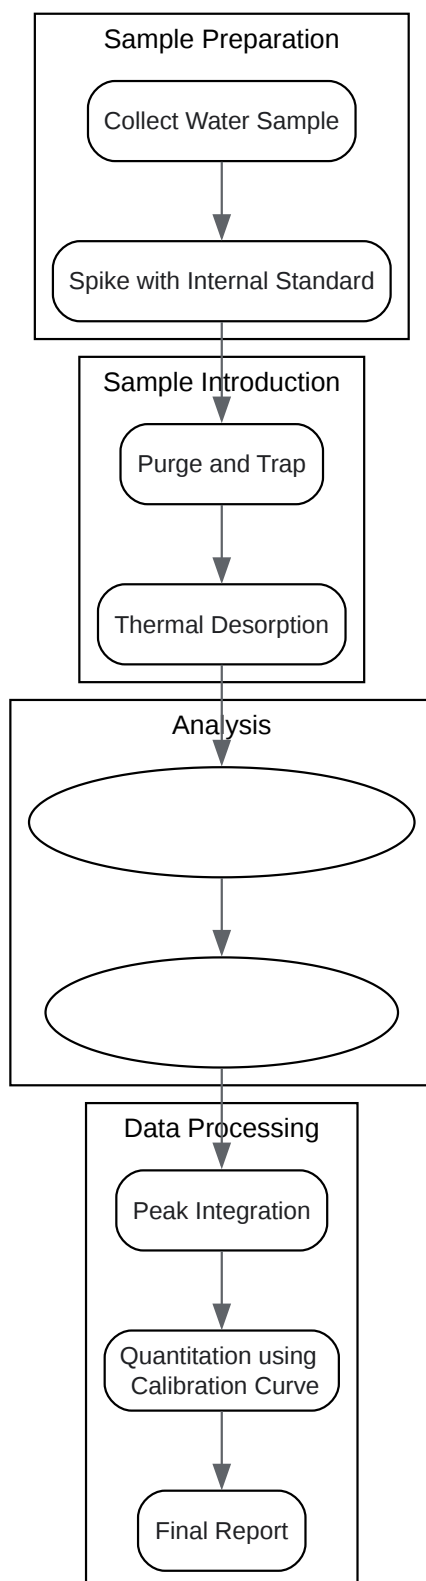 Sample Preparation
Collect Water Sample
Spike with Internal Standard
Sample Introduction
Purge and Trap
Thermal Desorption
Analysis
Data Processing
Peak Integration
Quantitation using
Calibration Curve
Final Report